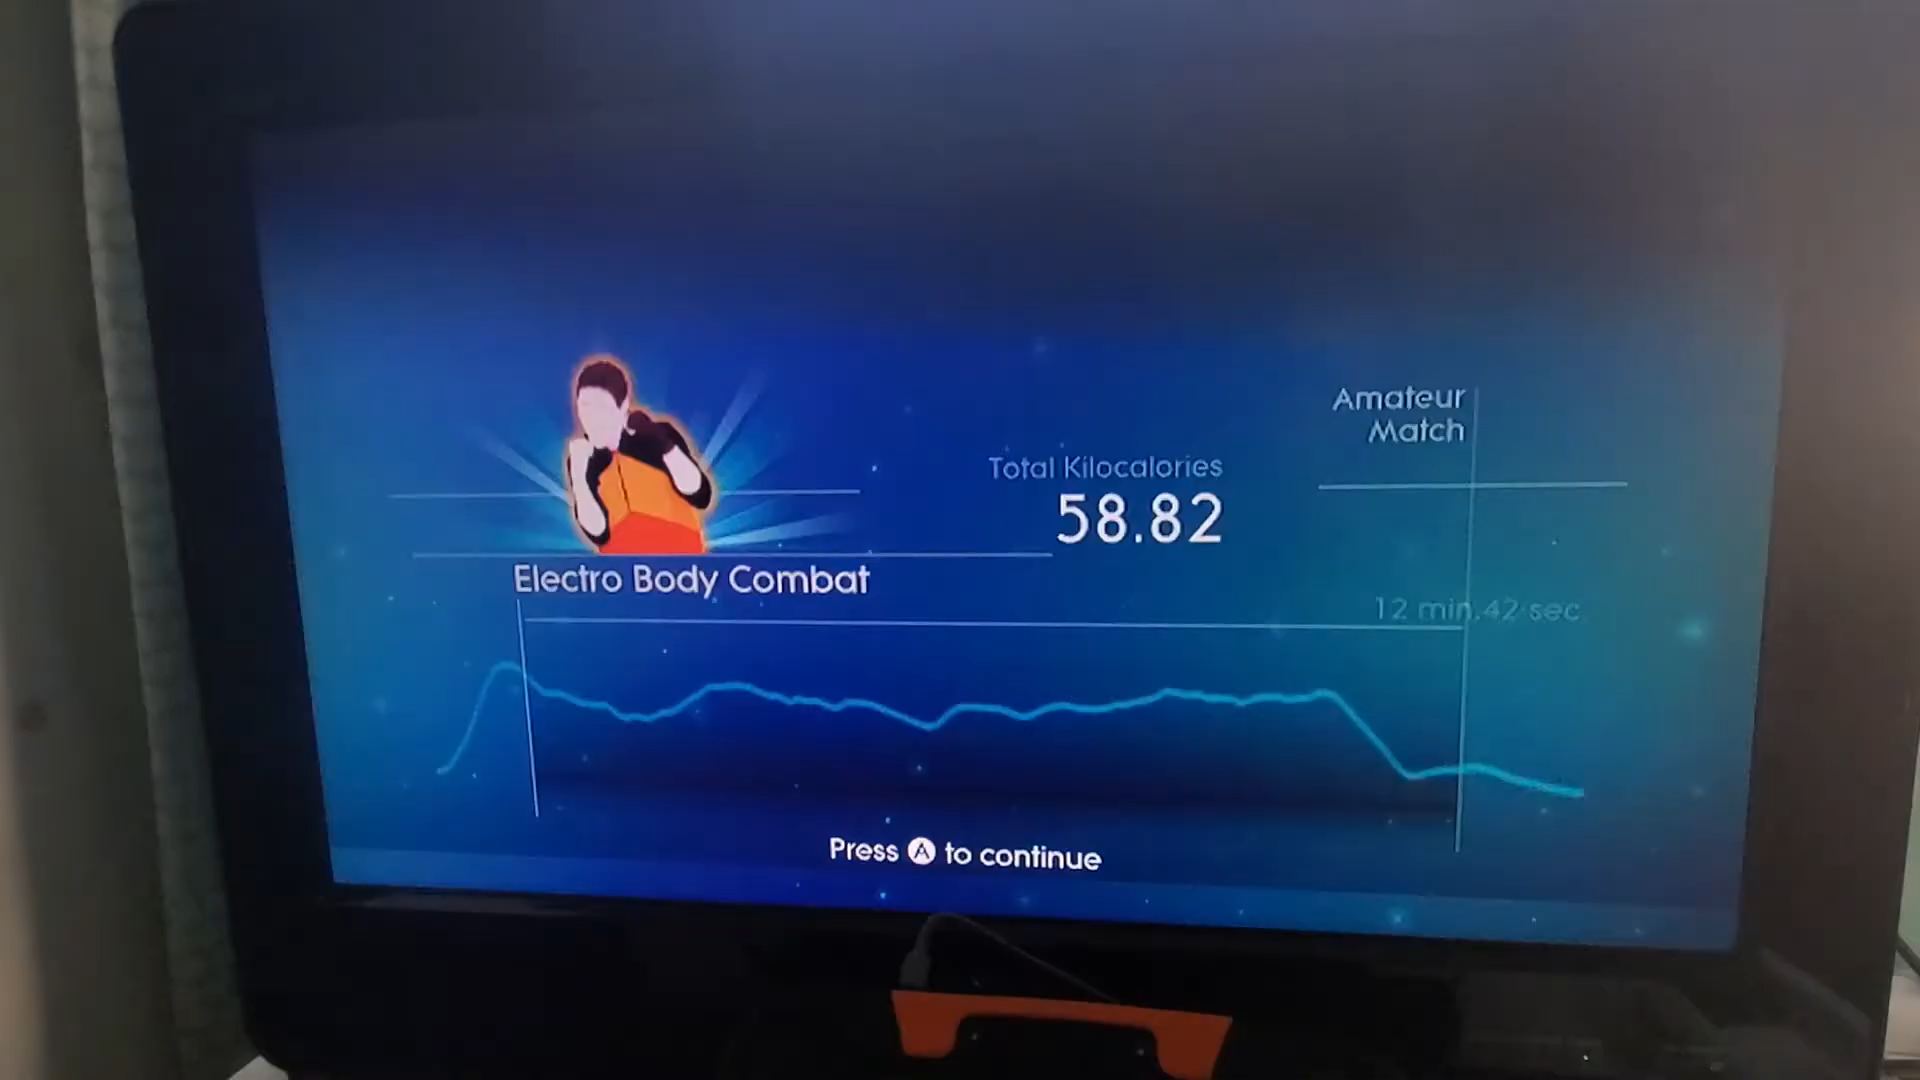 Amateur
Match
Total Kilocalories
58.82
Electro Body Combat
12 min. 42 sec.
Press A to continue